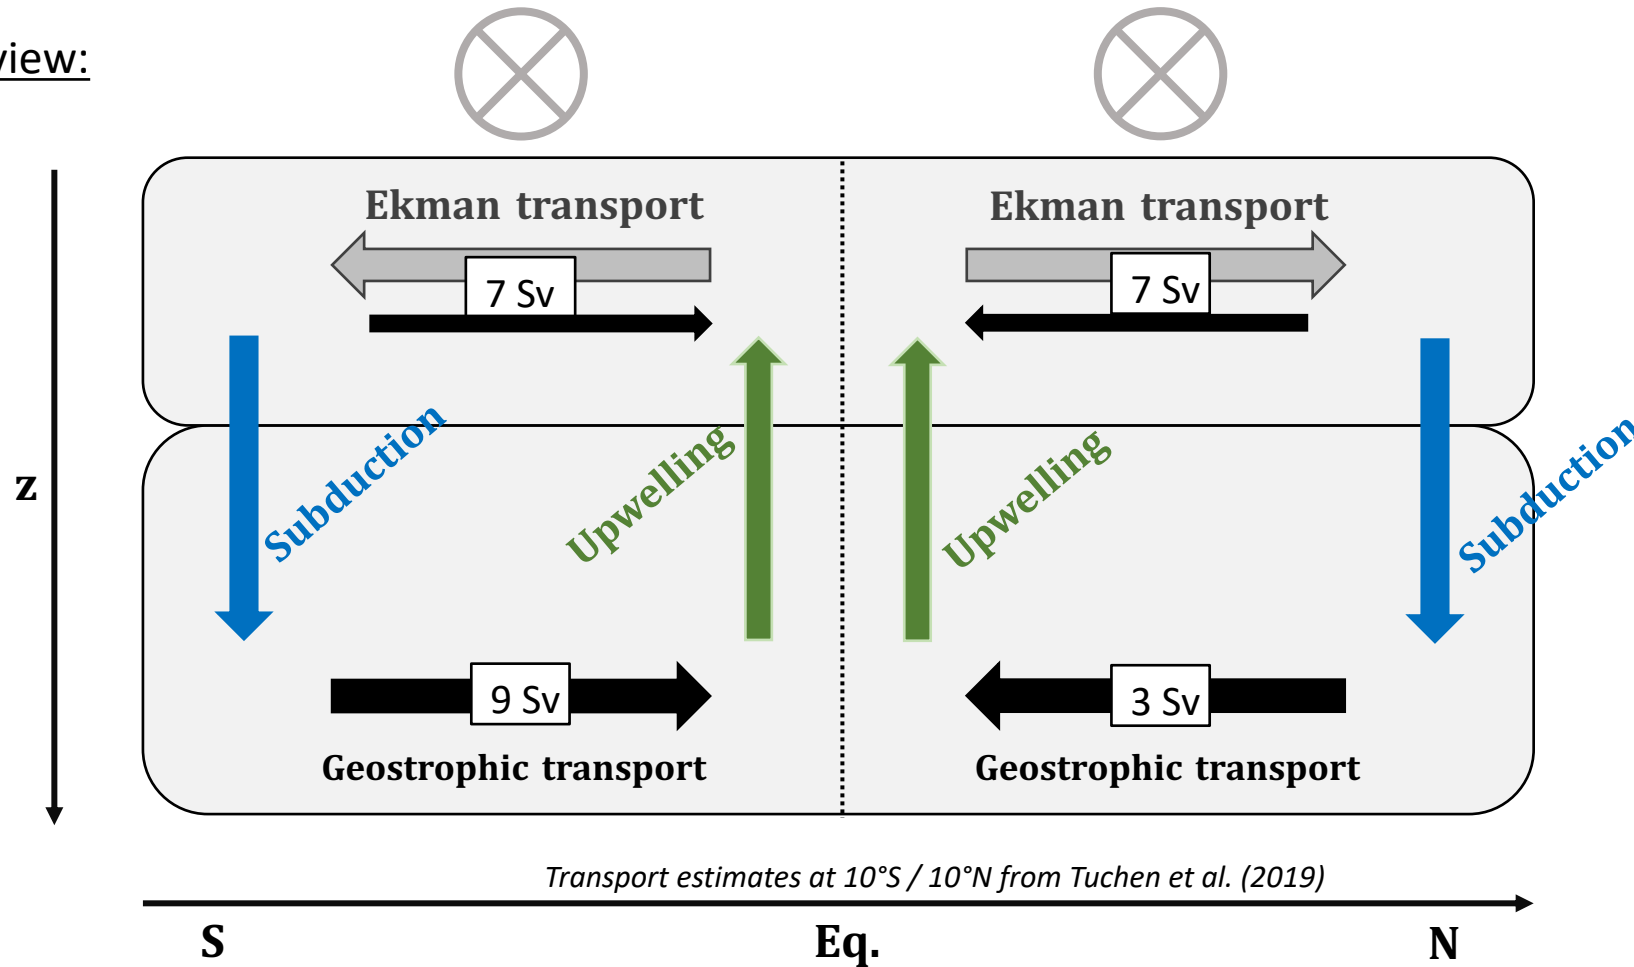 view:
Ekman transport
Ekman transport
7 Sv
7 Sv
z
Subduction
Upwelling
Upwelling
Subduction
9 Sv
3 Sv
Geostrophic transport
Geostrophic transport
Transport estimates at 10°S / 10°N from Tuchen et al. (2019)
S
Eq.
N